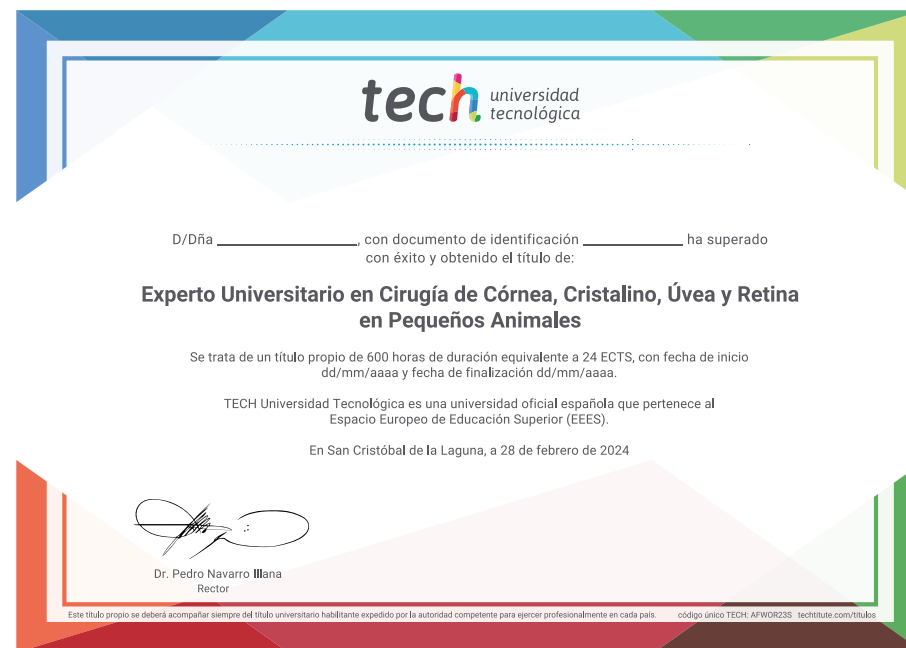 tech universidad
tecnológica
D/Dña ____________________, con documento de identificación ______________ ha superado
con éxito y obtenido el título de:
Experto Universitario en Cirugía de Córnea, Cristalino, Úvea y Retina
en Pequeños Animales
Se trata de un título propio de 600 horas de duración equivalente a 24 ECTS, con fecha de inicio
dd/mm/aaaa y fecha de finalización dd/mm/aaaa.
TECH Universidad Tecnológica es una universidad oficial española que pertenece al
Espacio Europeo de Educación Superior (EEES).
En San Cristóbal de la Laguna, a 28 de febrero de 2024
Dr. Pedro Navarro Illana
Rector
Este título propio se deberá acompañar siempre del título universitario habilitante expedido por la autoridad competente para ejercer profesionalmente en cada país. código único TECH: AFWOR23S techtitute.com/titulos